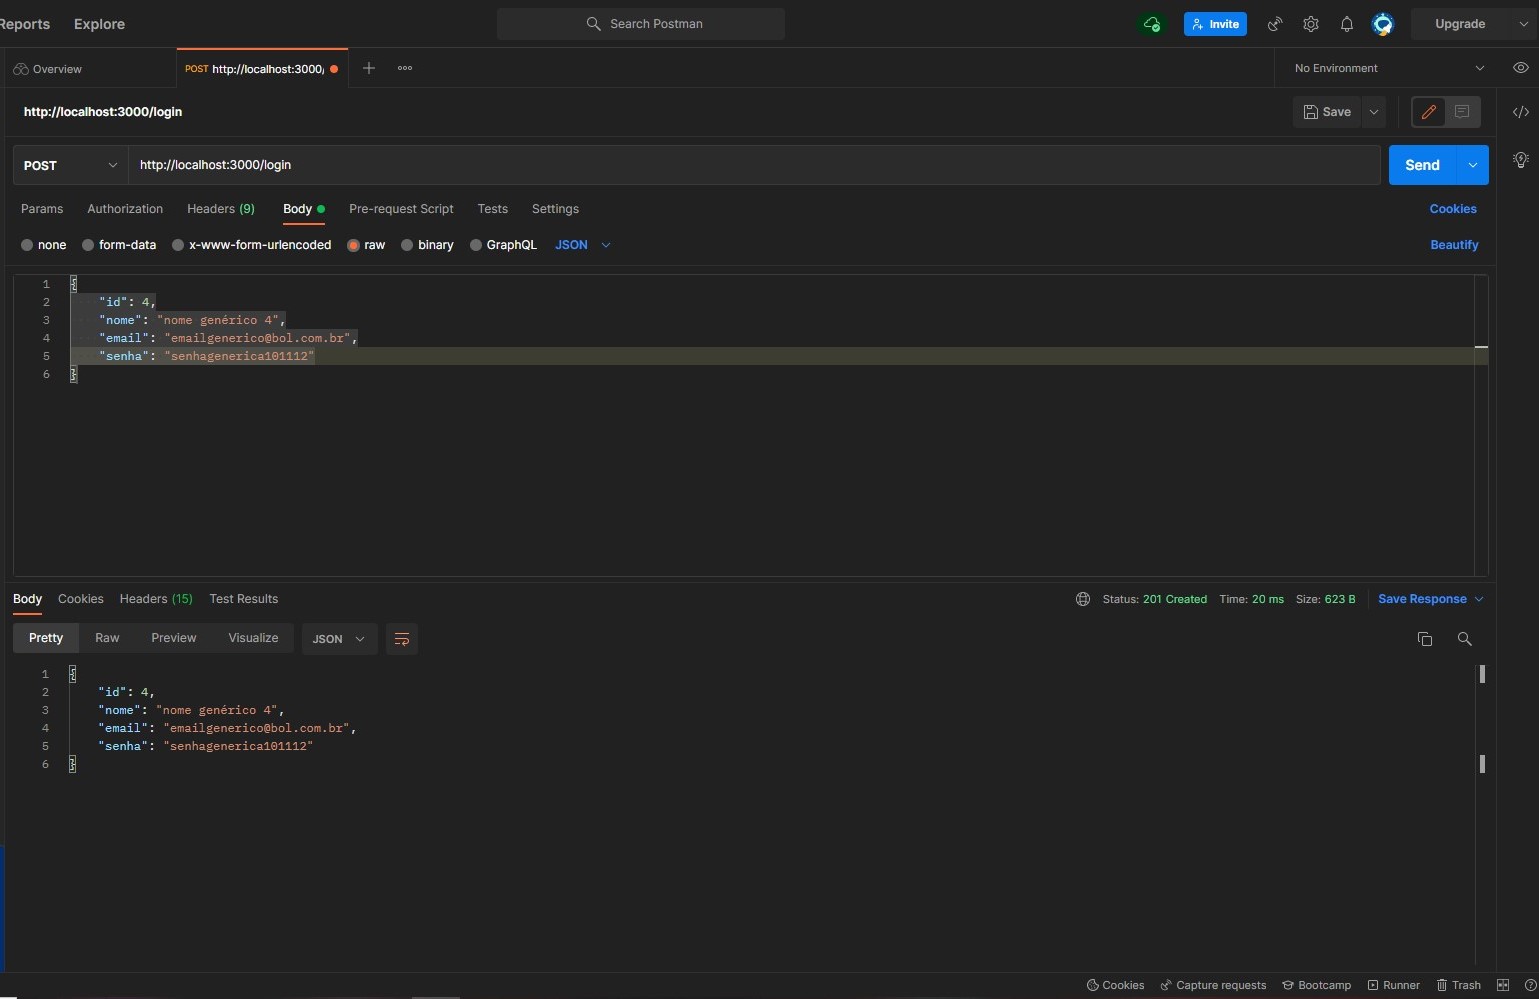 Reports Explore Search Postman Invite Upgrade
Overview POST http://localhost:3000/ No Environment
http://localhost:3000/login Save
POST http://localhost:3000/login Send
Params Authorization Headers (9) Body Pre-request Script Tests Settings Cookies
none form-data x-www-form-urlencoded raw binary GraphQL JSON Beautify
1 {
2 "id": 4,
3 "nome": "nome genérico 4",
4 "email": "emailgenerico@bol.com.br",
5 "senha": "senhagenerica101112"
6 }
Body Cookies Headers (15) Test Results Status: 201 Created Time: 20 ms Size: 623 B Save Response
Pretty Raw Preview Visualize JSON
1 {
2 "id": 4,
3 "nome": "nome genérico 4",
4 "email": "emailgenerico@bol.com.br",
5 "senha": "senhagenerica101112"
6 }
Cookies Capture requests Bootcamp Runner Trash